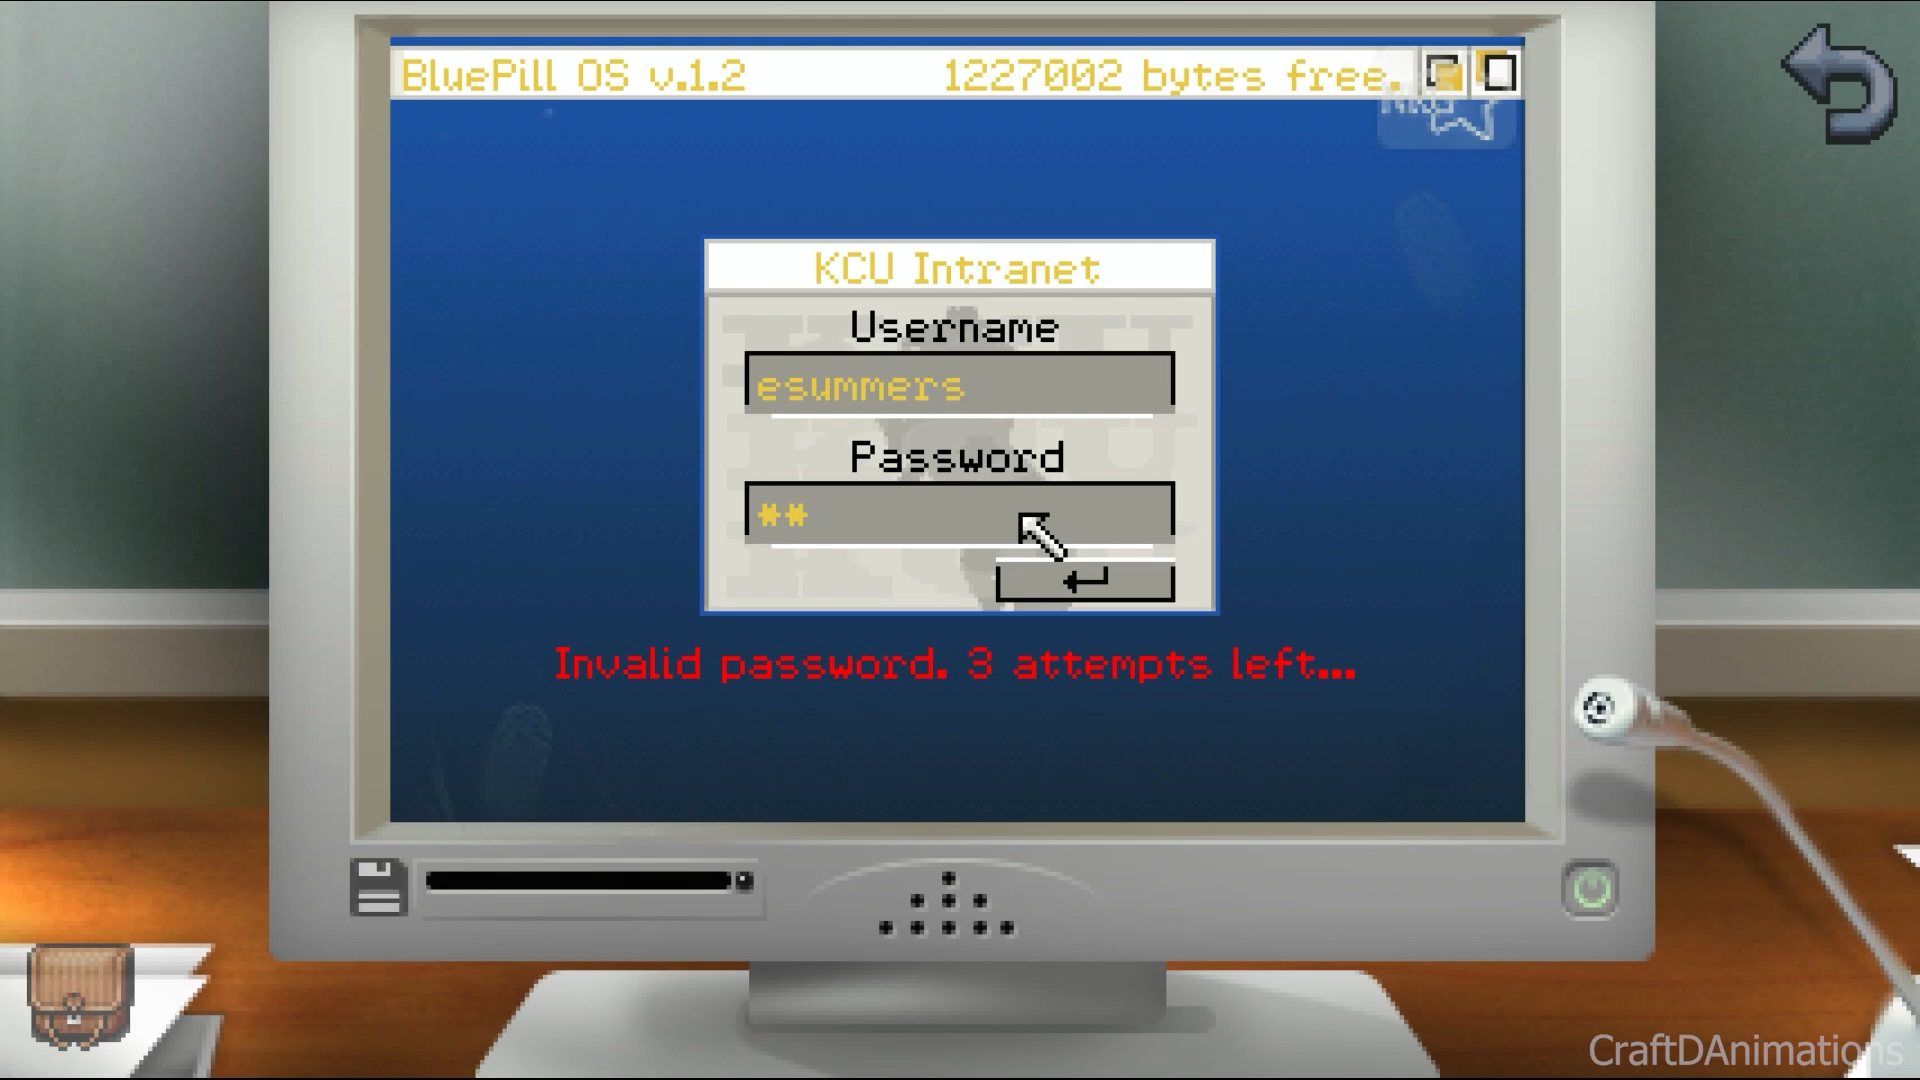 BluePill OS v.1.2 1227002 bytes free.
KCU Intranet
Username
esummers
Password
**
Invalid password. 3 attempts left...
CraftDAnimations